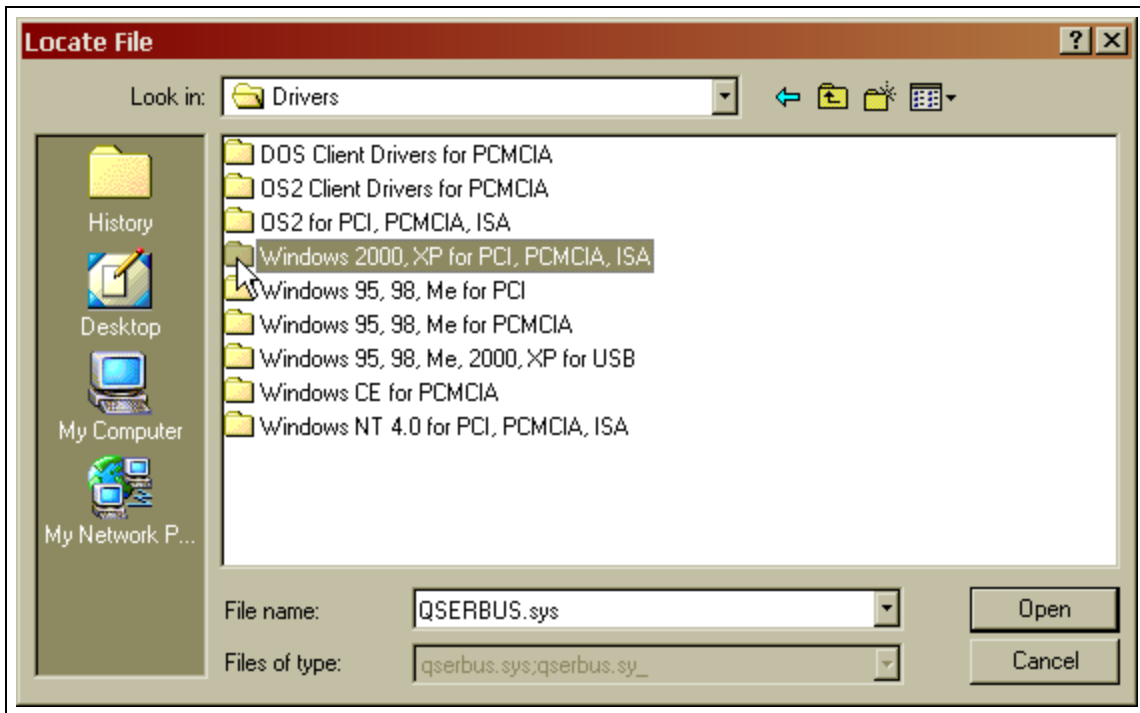 Locate File
Look in: Drivers
History
Desktop
My Computer
My Network P...
DOS Client Drivers for PCMCIA
OS2 Client Drivers for PCMCIA
OS2 for PCI, PCMCIA, ISA
Windows 2000, XP for PCI, PCMCIA, ISA
Windows 95, 98, Me for PCI
Windows 95, 98, Me for PCMCIA
Windows 95, 98, Me, 2000, XP for USB
Windows CE for PCMCIA
Windows NT 4.0 for PCI, PCMCIA, ISA
File name: QSERBUS.sys Open
Files of type: qserbus.sys;qserbus.sy_ Cancel